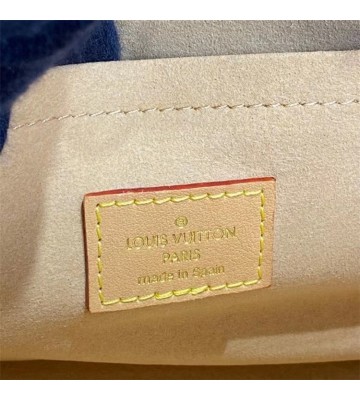 ®
LOUIS VUITTON
PARIS
made in Spain